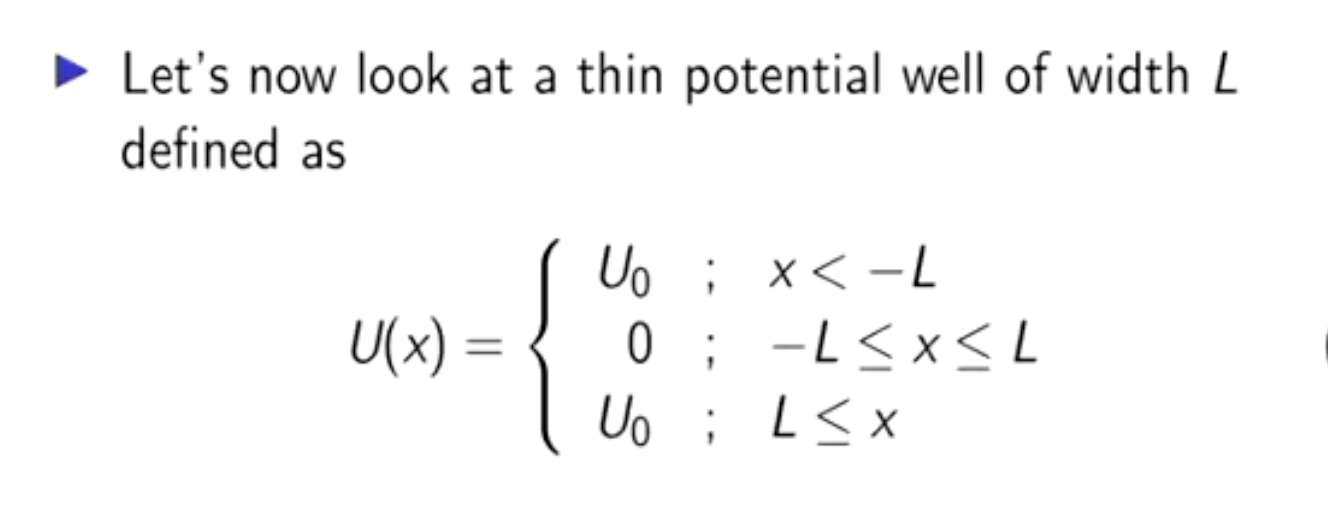 ▶ Let's now look at a thin potential well of width L
defined as
U(x) = { U₀ ; x < −L
0 ; −L ≤ x ≤ L
U₀ ; L ≤ x
(